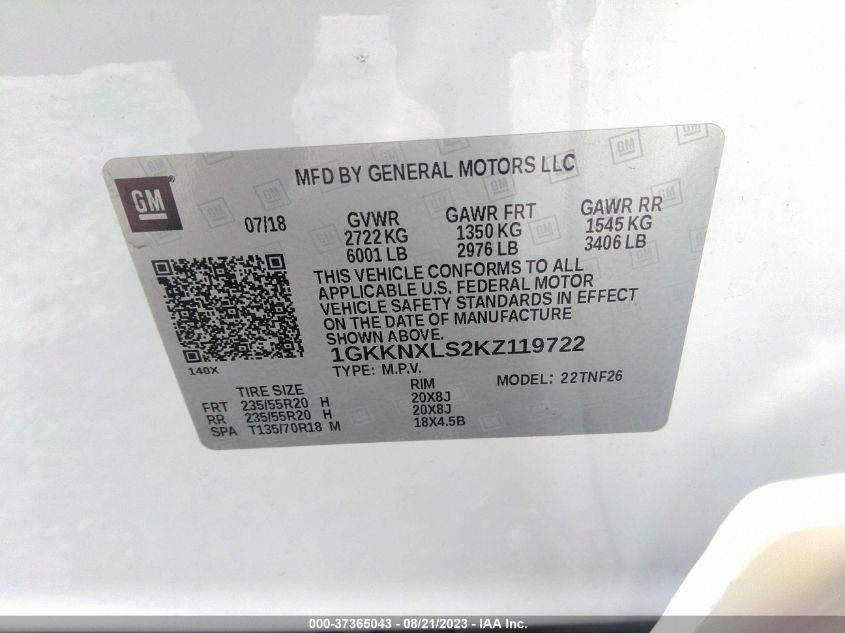 MFD BY GENERAL MOTORS LLC
GM
07/18
GVWR
2722 KG
6001 LB
GAWR FRT
1350 KG
2976 LB
GAWR RR
1545 KG
3406 LB
THIS VEHICLE CONFORMS TO ALL
APPLICABLE U.S. FEDERAL MOTOR
VEHICLE SAFETY STANDARDS IN EFFECT
ON THE DATE OF MANUFACTURE
SHOWN ABOVE.
1GKKNXLS2KZ119722
140X
TYPE: M.P.V.
MODEL: 22TNF26
TIRE SIZE RIM
FRT 235/55R20 H 20X8J
RR 235/55R20 H 20X8J
SPA T135/70R18 M 18X4.5B
000-37365043 - 08/21/2023 - IAA Inc.